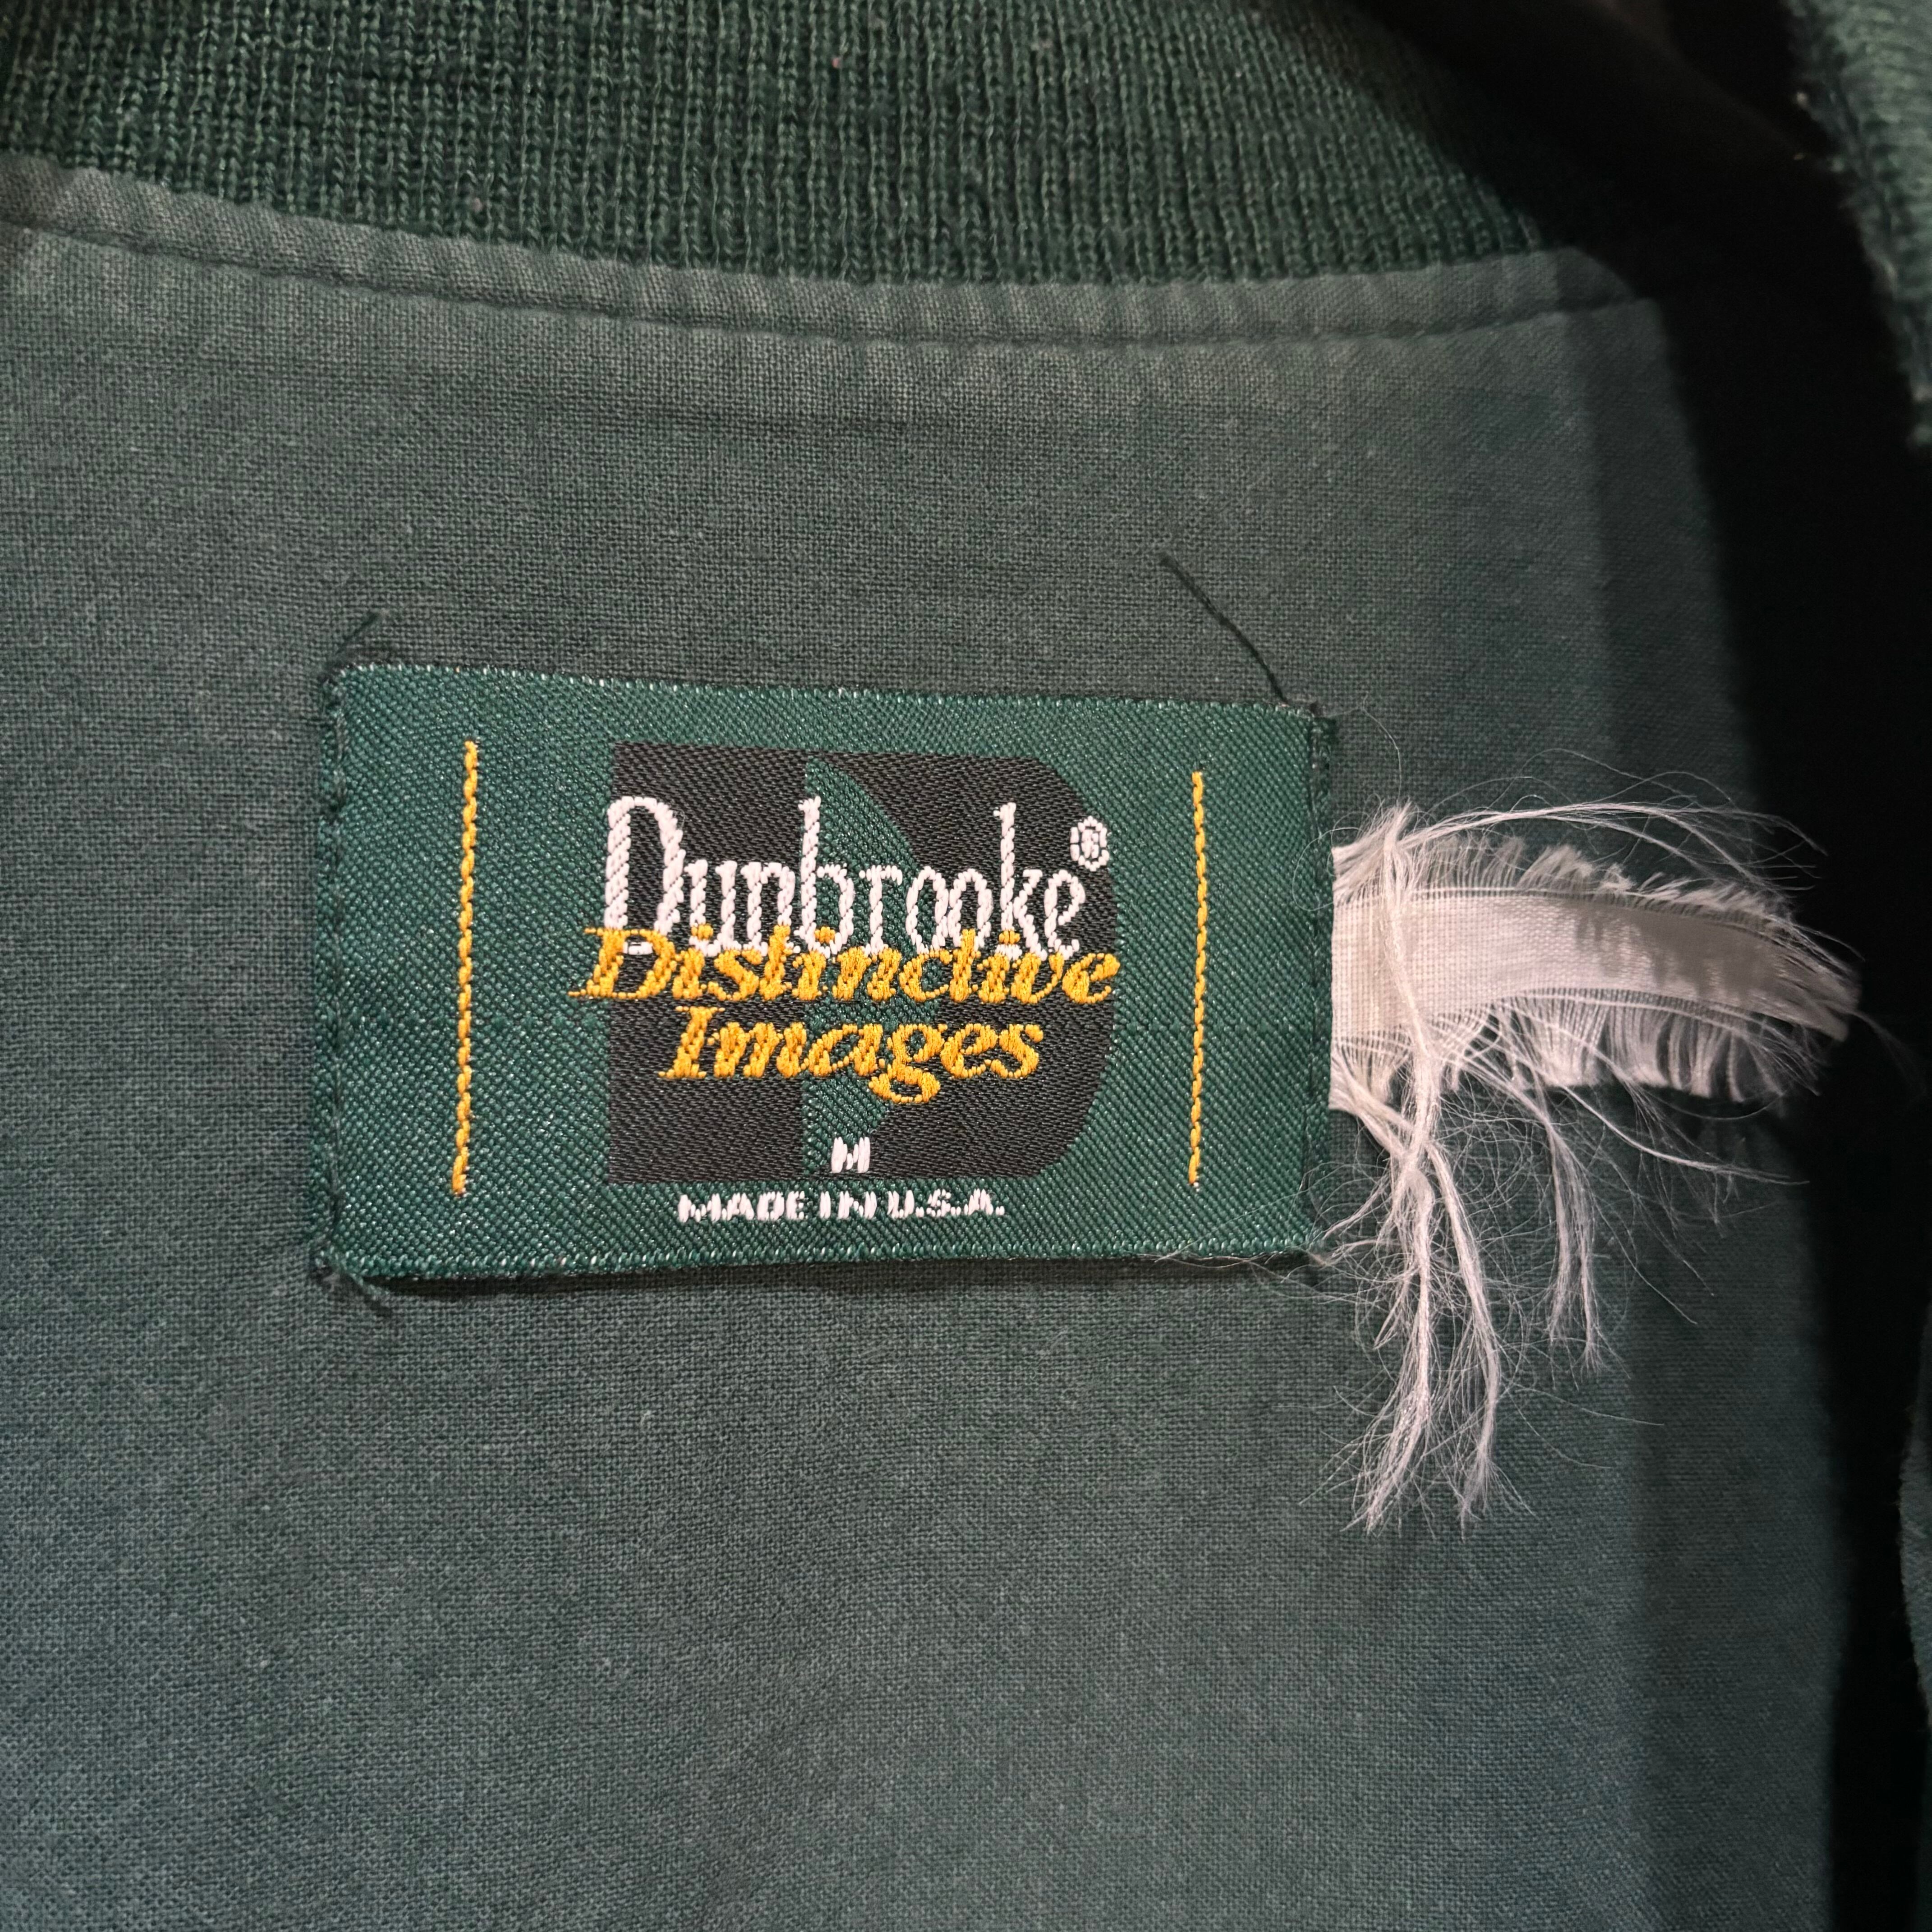 Dunbrooke®
Distinctive
Images
M
MADE IN U.S.A.